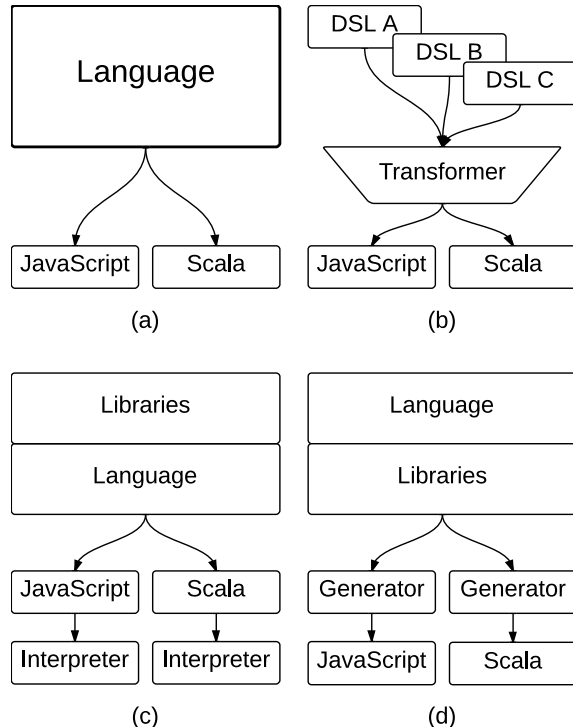 Language
JavaScript
Scala
(a)
DSL A
DSL B
DSL C
Transformer
JavaScript
Scala
(b)
Libraries
Language
JavaScript
Scala
Interpreter
Interpreter
(c)
Language
Libraries
Generator
Generator
JavaScript
Scala
(d)